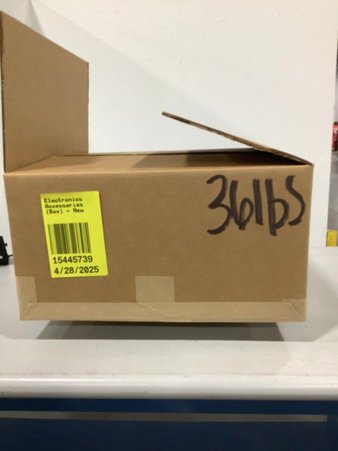 Electronics
Accessories
(Box) - New
15445739
4/28/2025
36lbs